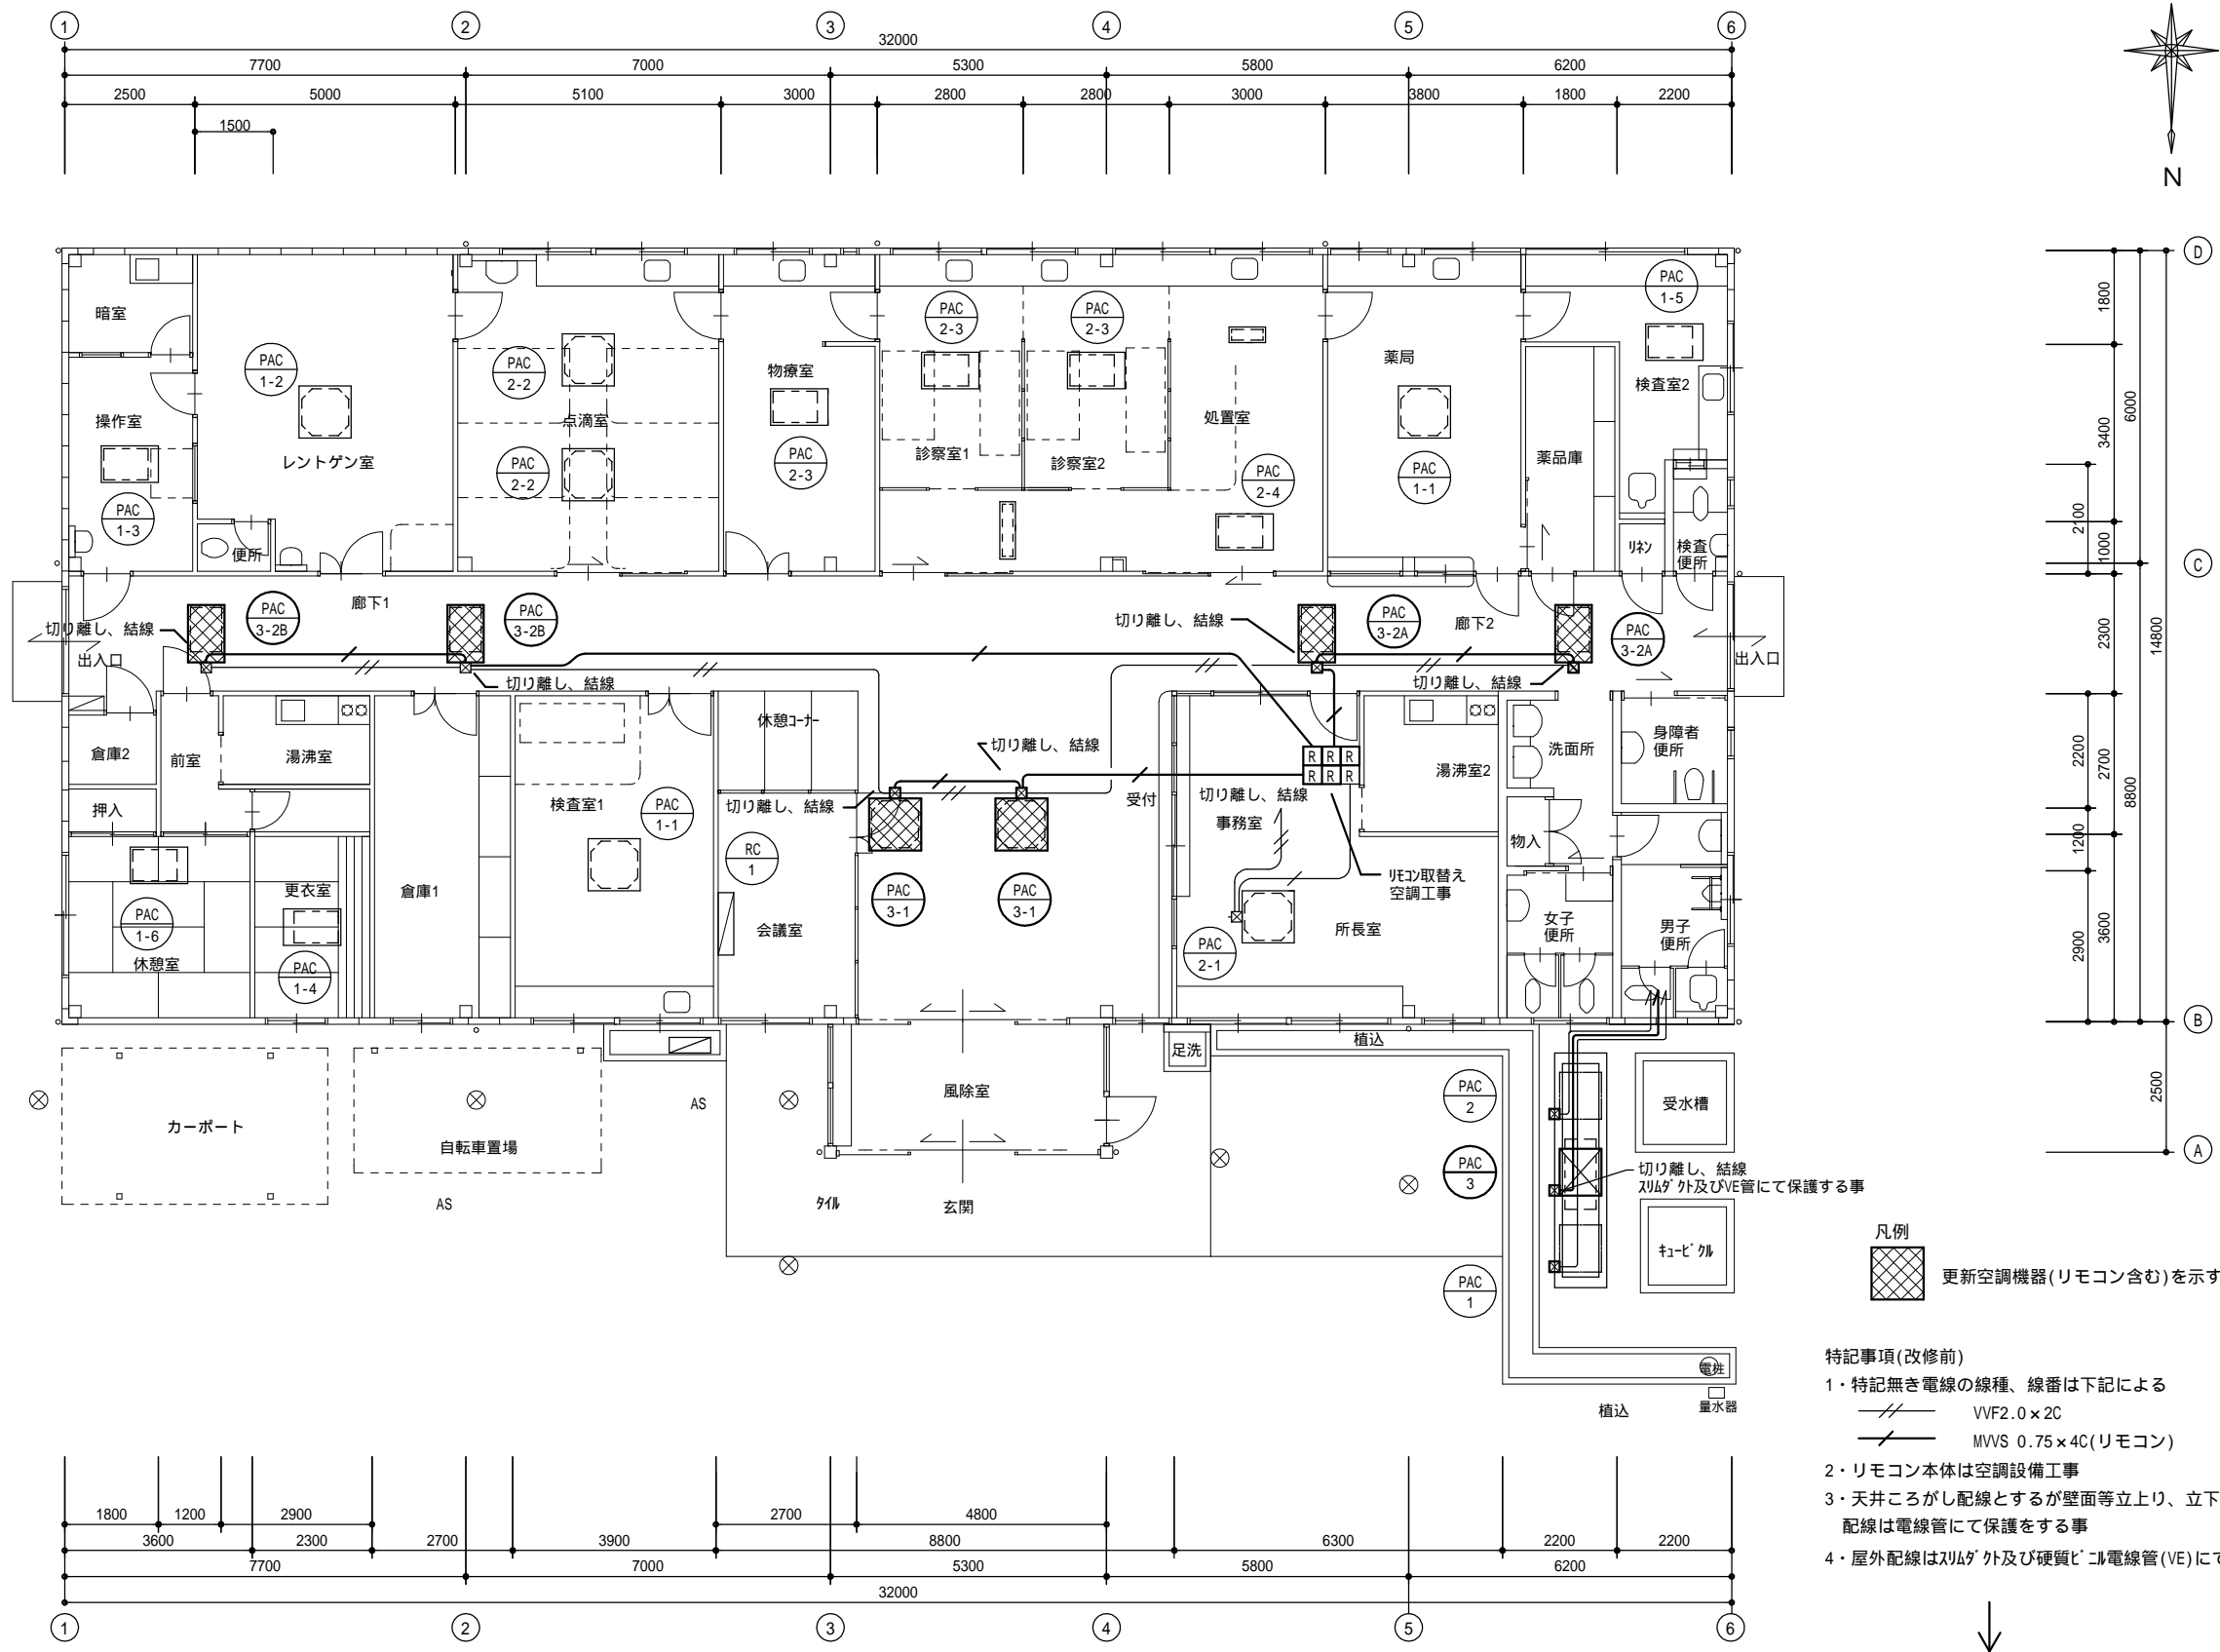 1 2 3 4 5 6
32000
7700 7000 5300 5800 6200
2500 5000 5100 3000 2800 2800 3000 3800 1800 2200
1500
N
D
C
B
A
1800
3400
2100
1000
6000
2300
14800
2200
2700
1200
8800
2900
3600
2500
暗室
操作室
PAC
1-3
PAC
1-2
レントゲン室
便所
PAC
2-2
点滴室
PAC
2-2
物療室
PAC
2-3
PAC
2-3
診察室1
PAC
2-3
診察室2
処置室
PAC
2-4
薬局
PAC
1-1
薬品庫
PAC
1-5
検査室2
リネン
検査
便所
切り離し、結線
PAC
3-2B
廊下1
PAC
3-2B
切り離し、結線
切り離し、結線
PAC
3-2A
廊下2
PAC
3-2A
切り離し、結線
出入口
出入口
倉庫2
前室
湯沸室
押入
休憩コーナー
切り離し、結線
切り離し、結線
受付
R R R
R R R
切り離し、結線
事務室
湯沸室2
洗面所
身障者
便所
物入
リモコン取替え
空調工事
検査室1
PAC
1-1
RC
1
会議室
PAC
3-1
PAC
3-1
PAC
2-1
所長室
女子
便所
男子
便所
PAC
1-6
休憩室
更衣室
PAC
1-4
倉庫1
カーポート
自転車置場
AS
AS
風除室
足洗
植込
タイル
玄関
PAC
2
PAC
3
PAC
1
受水槽
切り離し、結線
スリムダクト及びVE管にて保護する事
キュービクル
電柱
量水器
植込
凡例
更新空調機器(リモコン含む)を示す
特記事項(改修前)
1・特記無き電線の線種、線番は下記による
VVF2.0×2C
MVVS 0.75×4C(リモコン)
2・リモコン本体は空調設備工事
3・天井ころがし配線とするが壁面等立上り、立下
配線は電線管にて保護をする事
4・屋外配線はスリムダクト及び硬質ビニル電線管(VE)にて
1800 1200 2900 2700 4800
3600 2300 2700 3900 8800 6300 2200 2200
7700 7000 5300 5800 6200
32000
1 2 3 4 5 6